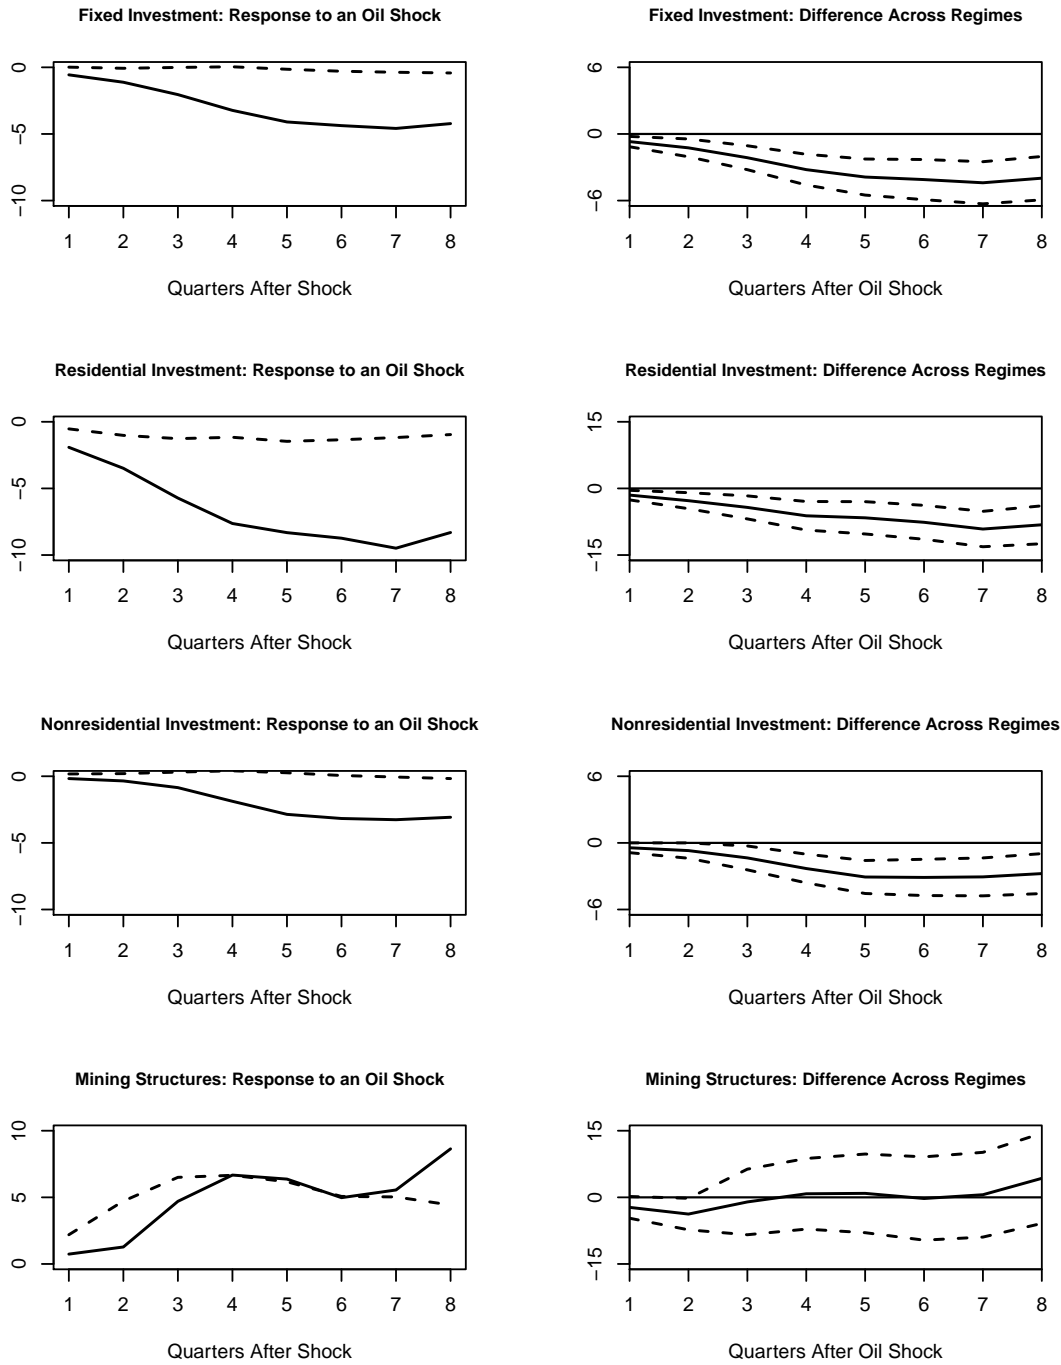 Fixed Investment: Response to an Oil Shock
0
−5
−10
1 2 3 4 5 6 7 8
Quarters After Shock
Fixed Investment: Difference Across Regimes
6
0
−6
1 2 3 4 5 6 7 8
Quarters After Oil Shock
Residential Investment: Response to an Oil Shock
0
−5
−10
1 2 3 4 5 6 7 8
Quarters After Shock
Residential Investment: Difference Across Regimes
15
0
−15
1 2 3 4 5 6 7 8
Quarters After Oil Shock
Nonresidential Investment: Response to an Oil Shock
0
−5
−10
1 2 3 4 5 6 7 8
Quarters After Shock
Nonresidential Investment: Difference Across Regimes
6
0
−6
1 2 3 4 5 6 7 8
Quarters After Oil Shock
Mining Structures: Response to an Oil Shock
10
5
0
1 2 3 4 5 6 7 8
Quarters After Shock
Mining Structures: Difference Across Regimes
15
0
−15
1 2 3 4 5 6 7 8
Quarters After Oil Shock